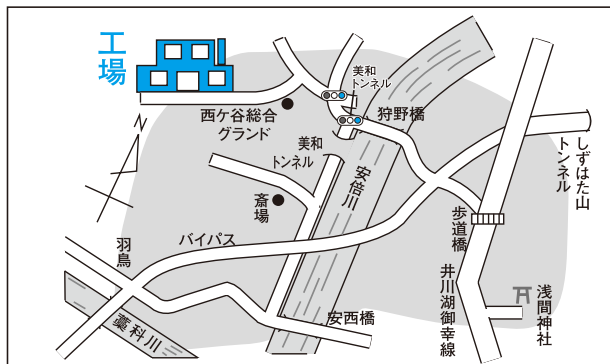 工場
西ケ谷総合
グランド
美和
トンネル
狩野橋
美和
トンネル
安倍川
斎場
しずはた山
トンネル
歩道橋
羽鳥
バイパス
井川湖御幸線
浅間神社
藁科川
安西橋
N